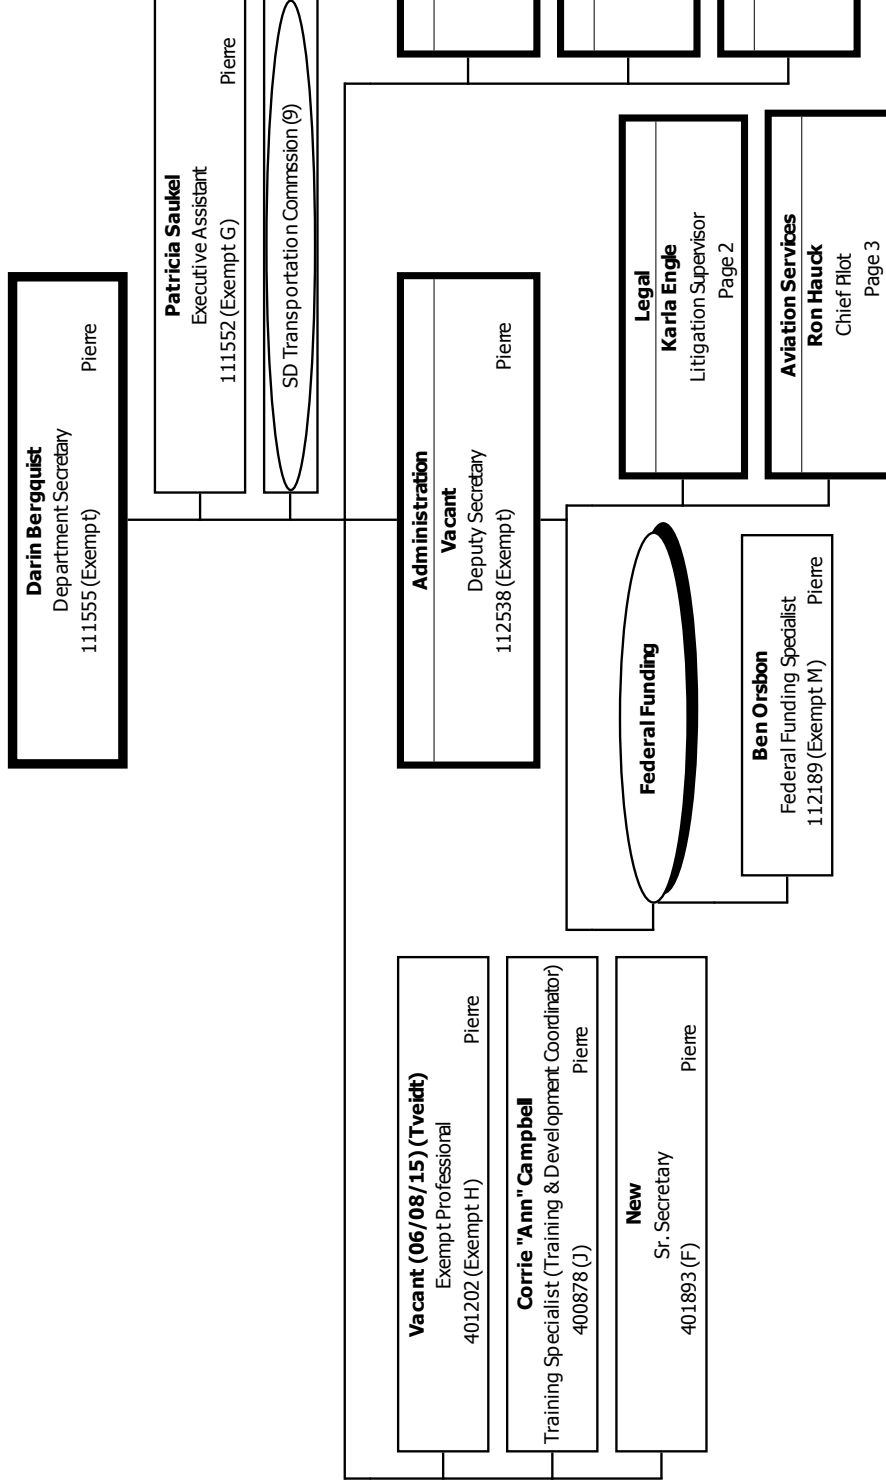 Darin Bergquist
Department Secretary
111555 (Exempt) Pierre
Patricia Saukel
Executive Assistant
111552 (Exempt G) Pierre
SD Transportation Commssion (9)
Administration
Vacant
Deputy Secretary
112538 (Exempt) Pierre
Vacant (06/08/15) (Tveidt)
Exempt Professional
401202 (Exempt H) Pierre
Corrie "Ann" Campbell
Training Specialist (Training & Development Coordinator)
400878 (J) Pierre
New
Sr. Secretary
401893 (F) Pierre
Federal Funding
Ben Orsbon
Federal Funding Specialist
112189 (Exempt M) Pierre
Legal
Karla Engle
Litigation Supervisor
Page 2
Aviation Services
Ron Hauck
Chief Pilot
Page 3